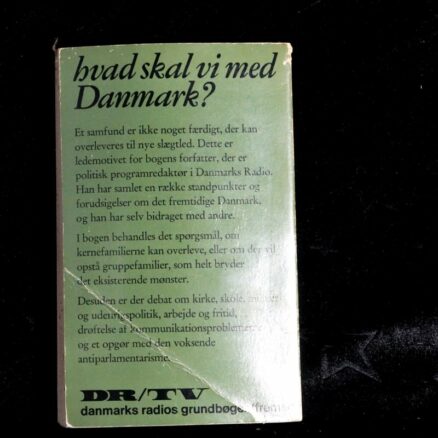 hvad skal vi med
Danmark?
Et samfund er ikke noget færdigt, der kan
overleveres til nye slægtled. Dette er
ledemotivet for bogens forfatter, der er
politisk programredaktør i Danmarks Radio.
Han har samlet en række standpunkter og
forudsigelser om det fremtidige Danmark,
og han har selv bidraget med andre.
I bogen behandles det spørgsmål, om
kernefamilierne kan overleve, eller om der vil
opstå gruppefamilier, som helt bryder
det eksisterende mønster.
Desuden er der debat om kirke, skole,
og udenrigspolitik, arbejde og fritid,
drøftelse af kommunikationsproblemer
og et opgør med den voksende
antiparlamentarisme.
DR/TV
danmarks radios grundbøger/frem